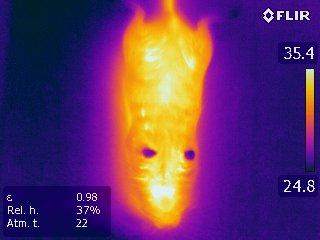 FLIR
35.4
24.8
ε 0.98
Rel. h. 37%
Atm. t. 22